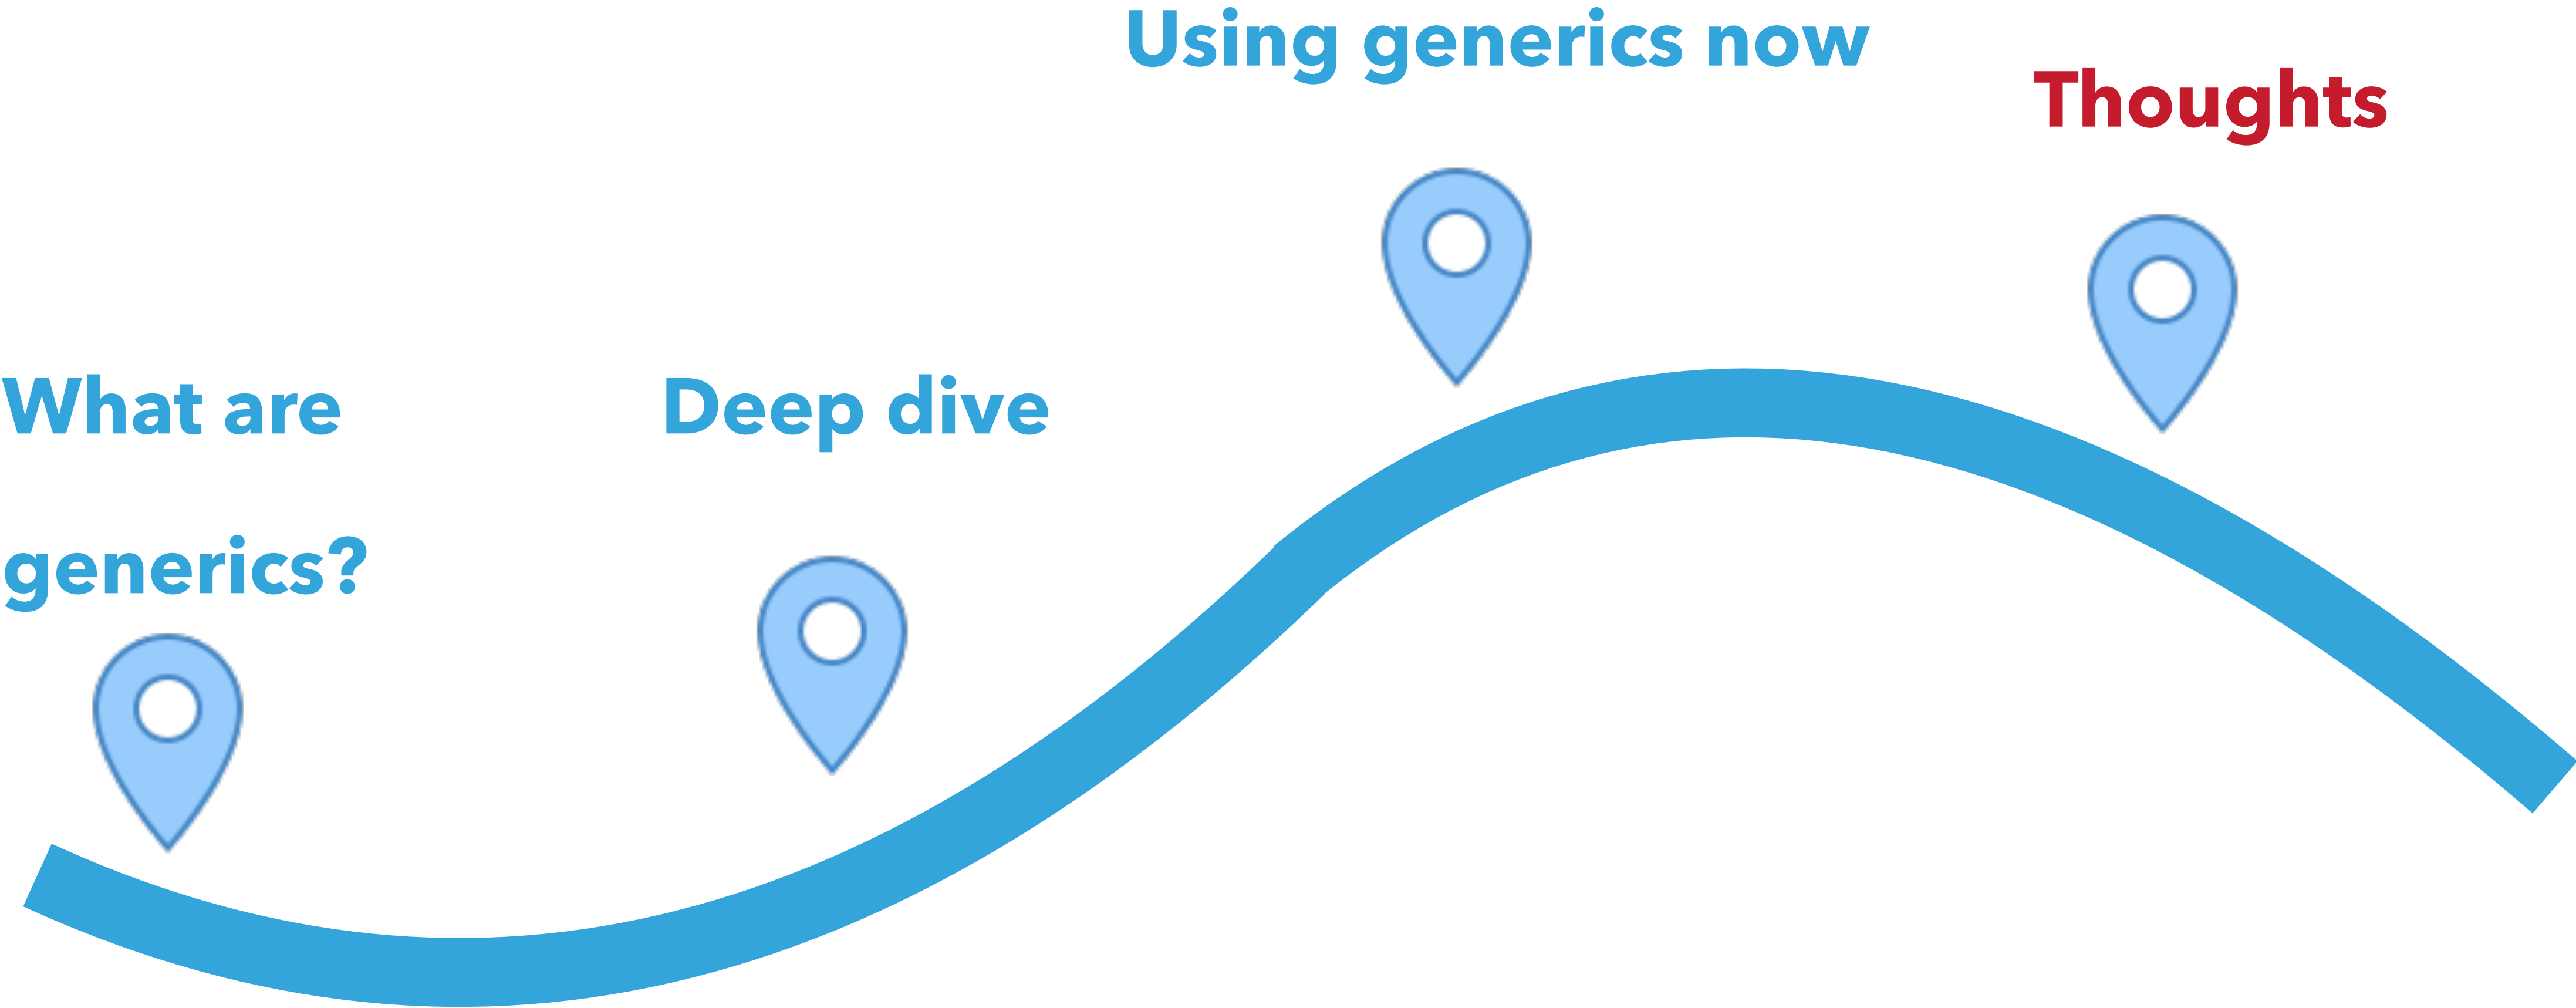 What are
generics?
Deep dive
Using generics now
Thoughts